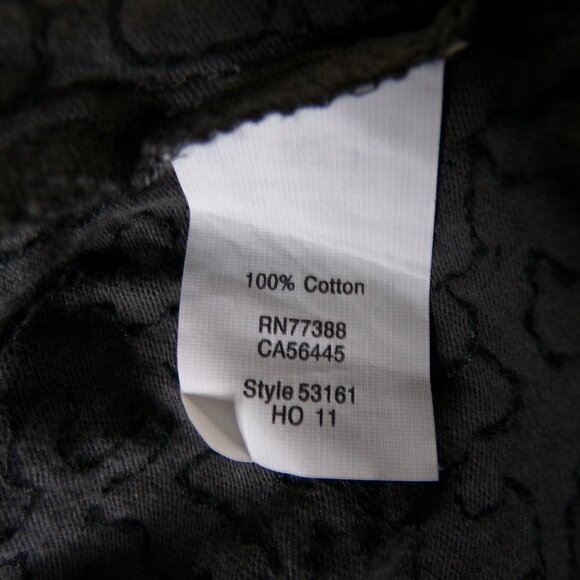 100% Cotton
RN77388
CA56445
Style 53161
HO 11